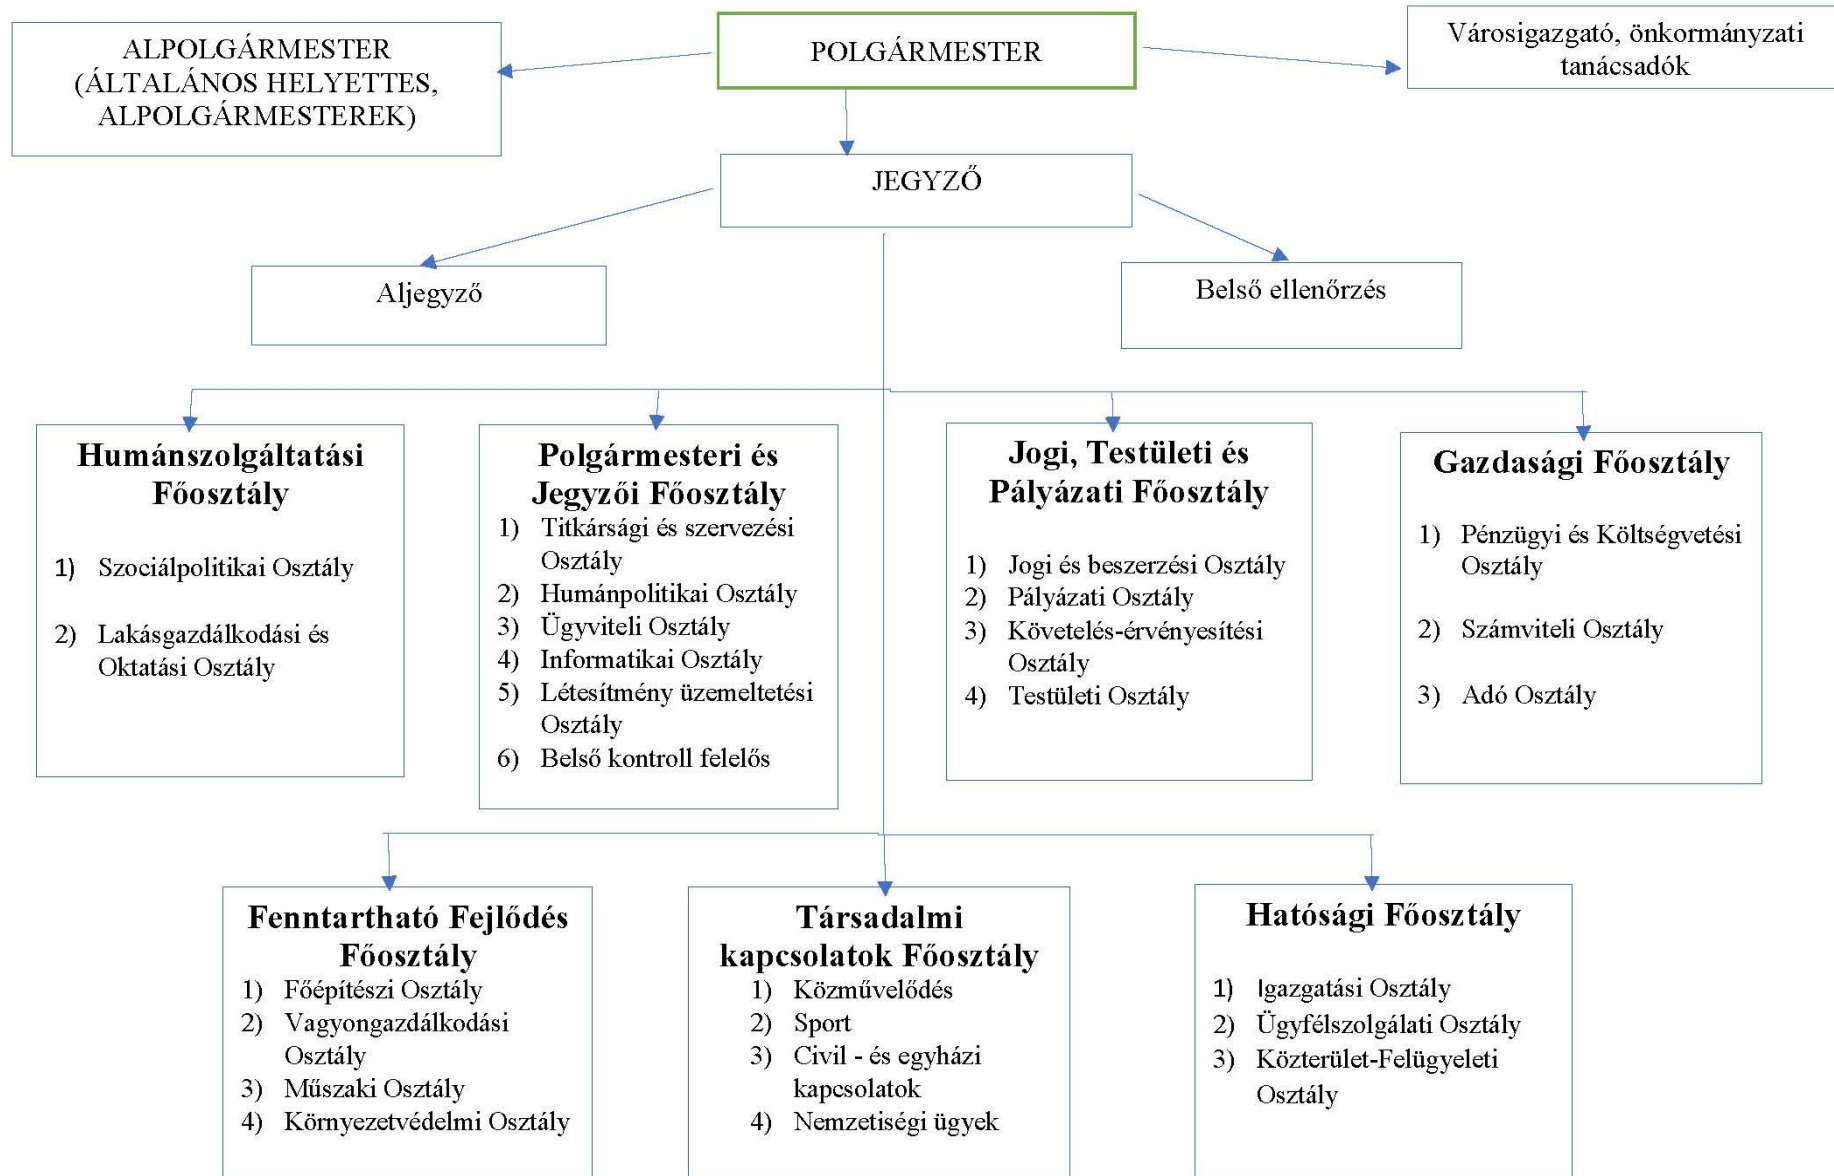 ALPOLGÁRMESTER
(ÁLTALÁNOS HELYETTES,
ALPOLGÁRMESTEREK)
POLGÁRMESTER
Városigazgató, önkormányzati
tanácsadók
JEGYZŐ
Aljegyző
Belső ellenőrzés
Humánszolgáltatási
Főosztály
1) Szociálpolitikai Osztály
2) Lakásgazdálkodási és
Oktatási Osztály
Polgármesteri és
Jegyzői Főosztály
1) Titkársági és szervezési
Osztály
2) Humánpolitikai Osztály
3) Ügyviteli Osztály
4) Informatikai Osztály
5) Létesítmény üzemeltetési
Osztály
6) Belső kontroll felelős
Jogi, Testületi és
Pályázati Főosztály
1) Jogi és beszerzési Osztály
2) Pályázati Osztály
3) Követelés-érvényesítési
Osztály
4) Testületi Osztály
Gazdasági Főosztály
1) Pénzügyi és Költségvetési
Osztály
2) Számviteli Osztály
3) Adó Osztály
Fenntartható Fejlődés
Főosztály
1) Főépítészi Osztály
2) Vagyongazdálkodási
Osztály
3) Műszaki Osztály
4) Környezetvédelmi Osztály
Társadalmi
kapcsolatok Főosztály
1) Közművelődés
2) Sport
3) Civil - és egyházi
kapcsolatok
4) Nemzetiségi ügyek
Hatósági Főosztály
1) Igazgatási Osztály
2) Ügyfélszolgálati Osztály
3) Közterület-Felügyeleti
Osztály